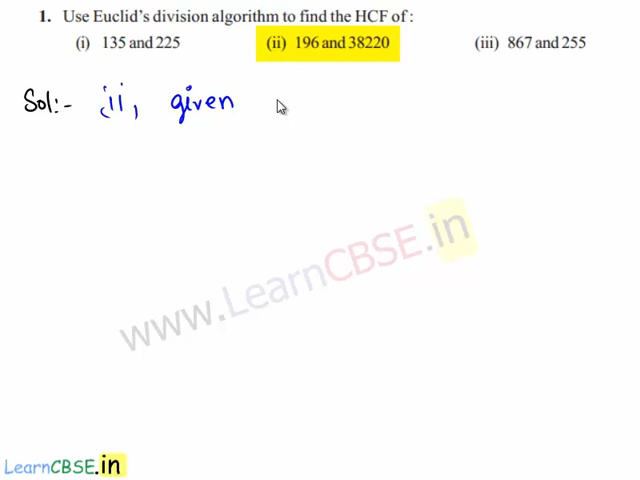 1. Use Euclid's division algorithm to find the HCF of :
(i) 135 and 225 (ii) 196 and 38220 (iii) 867 and 255
Sol:- (ii, given
www.LearnCBSE.in
LearnCBSE.in